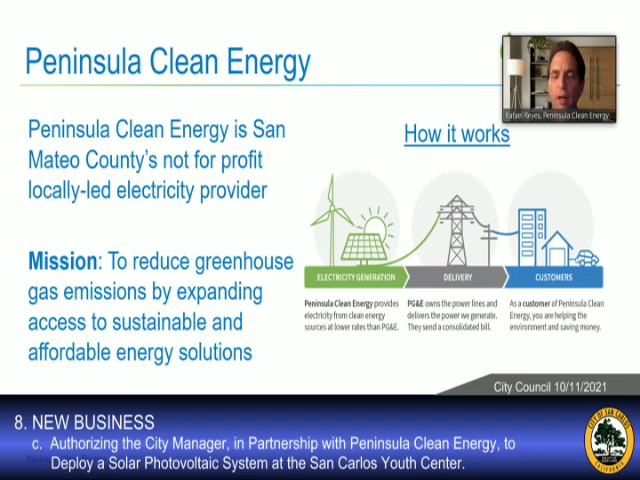 Peninsula Clean Energy
Rafael Reyes, Peninsula Clean Energy
Peninsula Clean Energy is San
Mateo County's not for profit
locally-led electricity provider
Mission: To reduce greenhouse
gas emissions by expanding
access to sustainable and
affordable energy solutions
How it works
ELECTRICITY GENERATION
DELIVERY
CUSTOMERS
Peninsula Clean Energy provides
electricity from clean energy
sources at lower rates than PG&E.
PG&E owns the power lines and
delivers the power we generate.
They send a consolidated bill.
As a customer of Peninsula Clean
Energy, you are helping the
environment and saving money.
City Council 10/11/2021
8. NEW BUSINESS
c. Authorizing the City Manager, in Partnership with Peninsula Clean Energy, to
Deploy a Solar Photovoltaic System at the San Carlos Youth Center.
CITY OF SAN CARLOS
CALIFORNIA